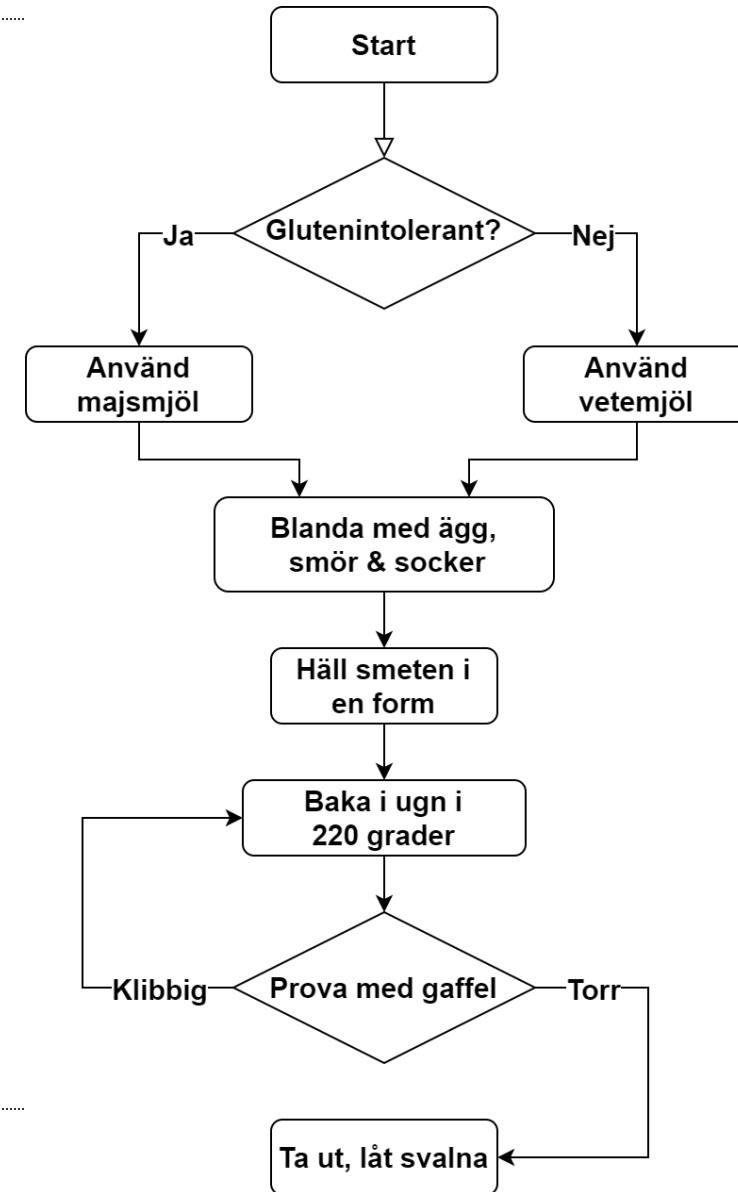 Start
Glutenintolerant?
Ja
Nej
Använd
majsmjöl
Använd
vetemjöl
Blanda med ägg,
smör & socker
Häll smeten i
en form
Baka i ugn i
220 grader
Prova med gaffel
Klibbig
Torr
Ta ut, låt svalna